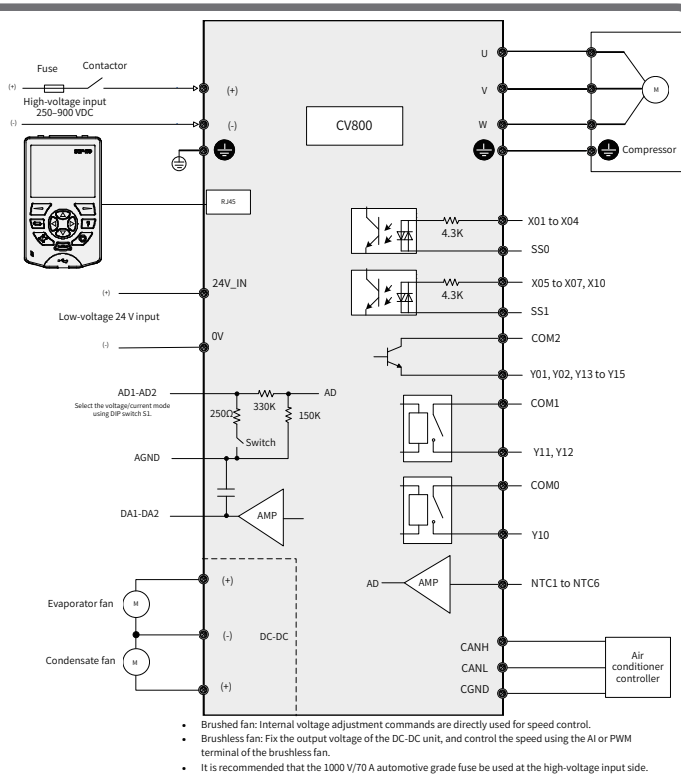 Fuse
Contactor
(+)
High-voltage input
250–900 VDC
(-)
(+)
(-)
CV800
U
V
W
M
Compressor
RJ45
24V_IN
(+)
Low-voltage 24 V input
0V
(-)
4.3K
X01 to X04
SS0
4.3K
X05 to X07, X10
SS1
COM2
Y01, Y02, Y13 to Y15
AD1-AD2
Select the voltage/current mode
using DIP switch S1.
330K
AD
250Ω
150K
Switch
AGND
DA1-DA2
AMP
COM1
Y11, Y12
COM0
Y10
AD
AMP
NTC1 to NTC6
(+)
Evaporator fan
M
(-)
DC-DC
Condensate fan
M
(+)
CANH
CANL
CGND
Air
conditioner
controller
• Brushed fan: Internal voltage adjustment commands are directly used for speed control.
• Brushless fan: Fix the output voltage of the DC-DC unit, and control the speed using the AI or PWM
terminal of the brushless fan.
• It is recommended that the 1000 V/70 A automotive grade fuse be used at the high-voltage input side.